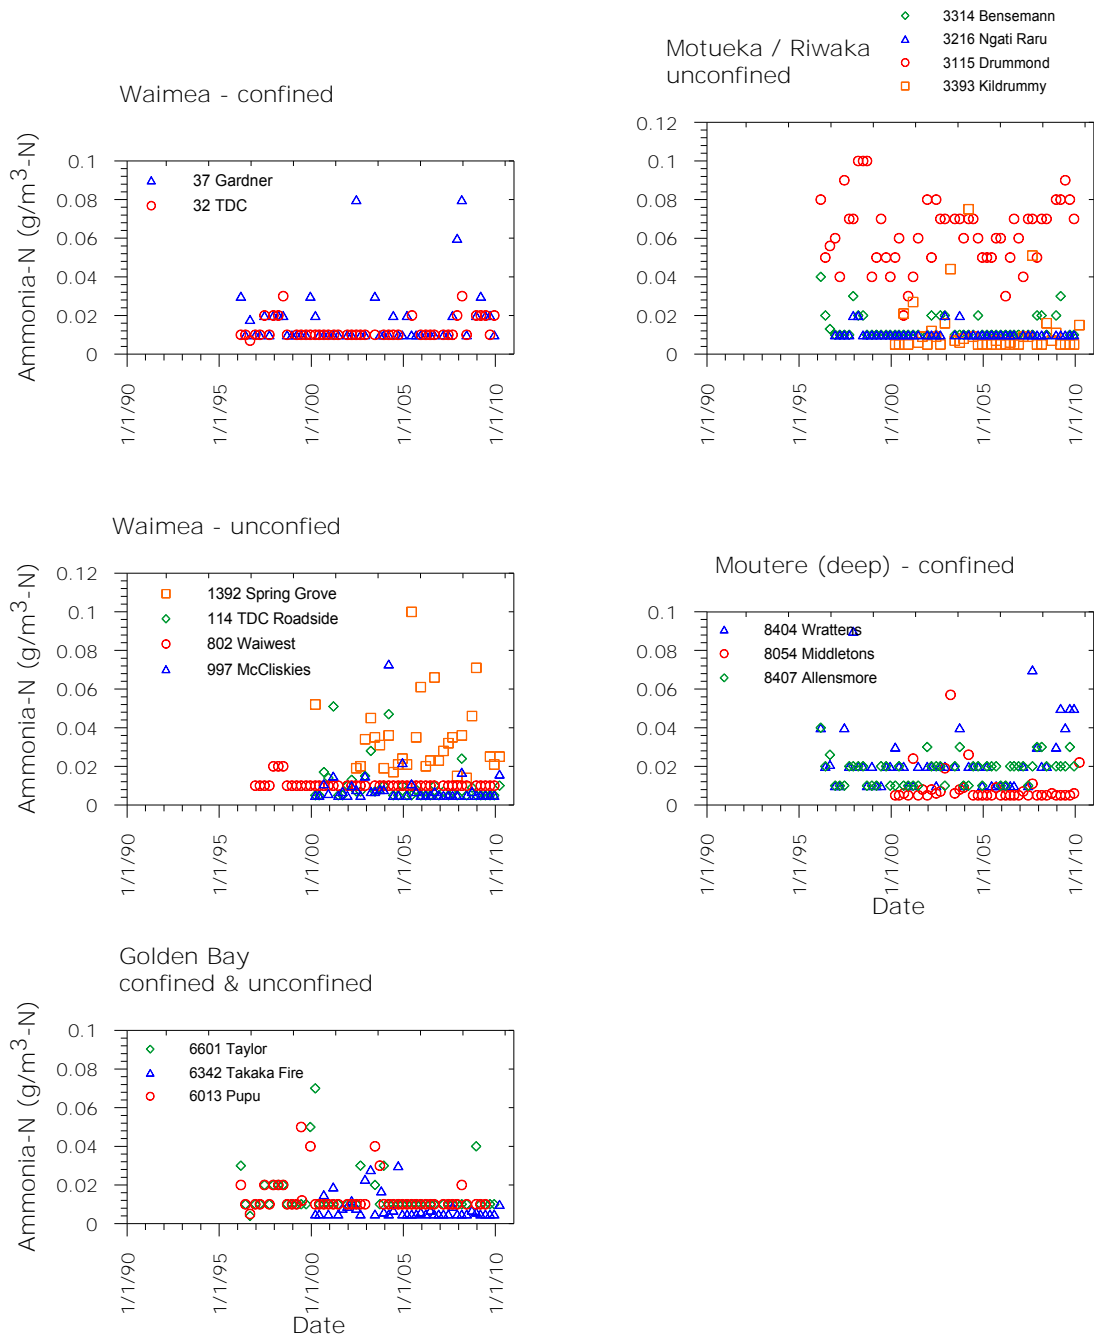 Waimea - confined
Ammonia-N (g/m³-N)
0.1
0.08
0.06
0.04
0.02
0
37 Gardner
32 TDC
1/1/90
1/1/95
1/1/00
1/1/05
1/1/10
Motueka / Riwaka
unconfined
3314 Bensemann
3216 Ngati Raru
3115 Drummond
3393 Kildrummy
0.12
0.1
0.08
0.06
0.04
0.02
0
1/1/90
1/1/95
1/1/00
1/1/05
1/1/10
Waimea - unconfied
Ammonia-N (g/m³-N)
0.12
0.1
0.08
0.06
0.04
0.02
0
1392 Spring Grove
114 TDC Roadside
802 Waiwest
997 McCliskies
1/1/90
1/1/95
1/1/00
1/1/05
1/1/10
Moutere (deep) - confined
0.1
0.08
0.06
0.04
0.02
0
8404 Wrattens
8054 Middletons
8407 Allensmore
1/1/90
1/1/95
1/1/00
1/1/05
1/1/10
Date
Golden Bay
confined & unconfined
Ammonia-N (g/m³-N)
0.1
0.08
0.06
0.04
0.02
0
6601 Taylor
6342 Takaka Fire
6013 Pupu
1/1/90
1/1/95
1/1/00
1/1/05
1/1/10
Date